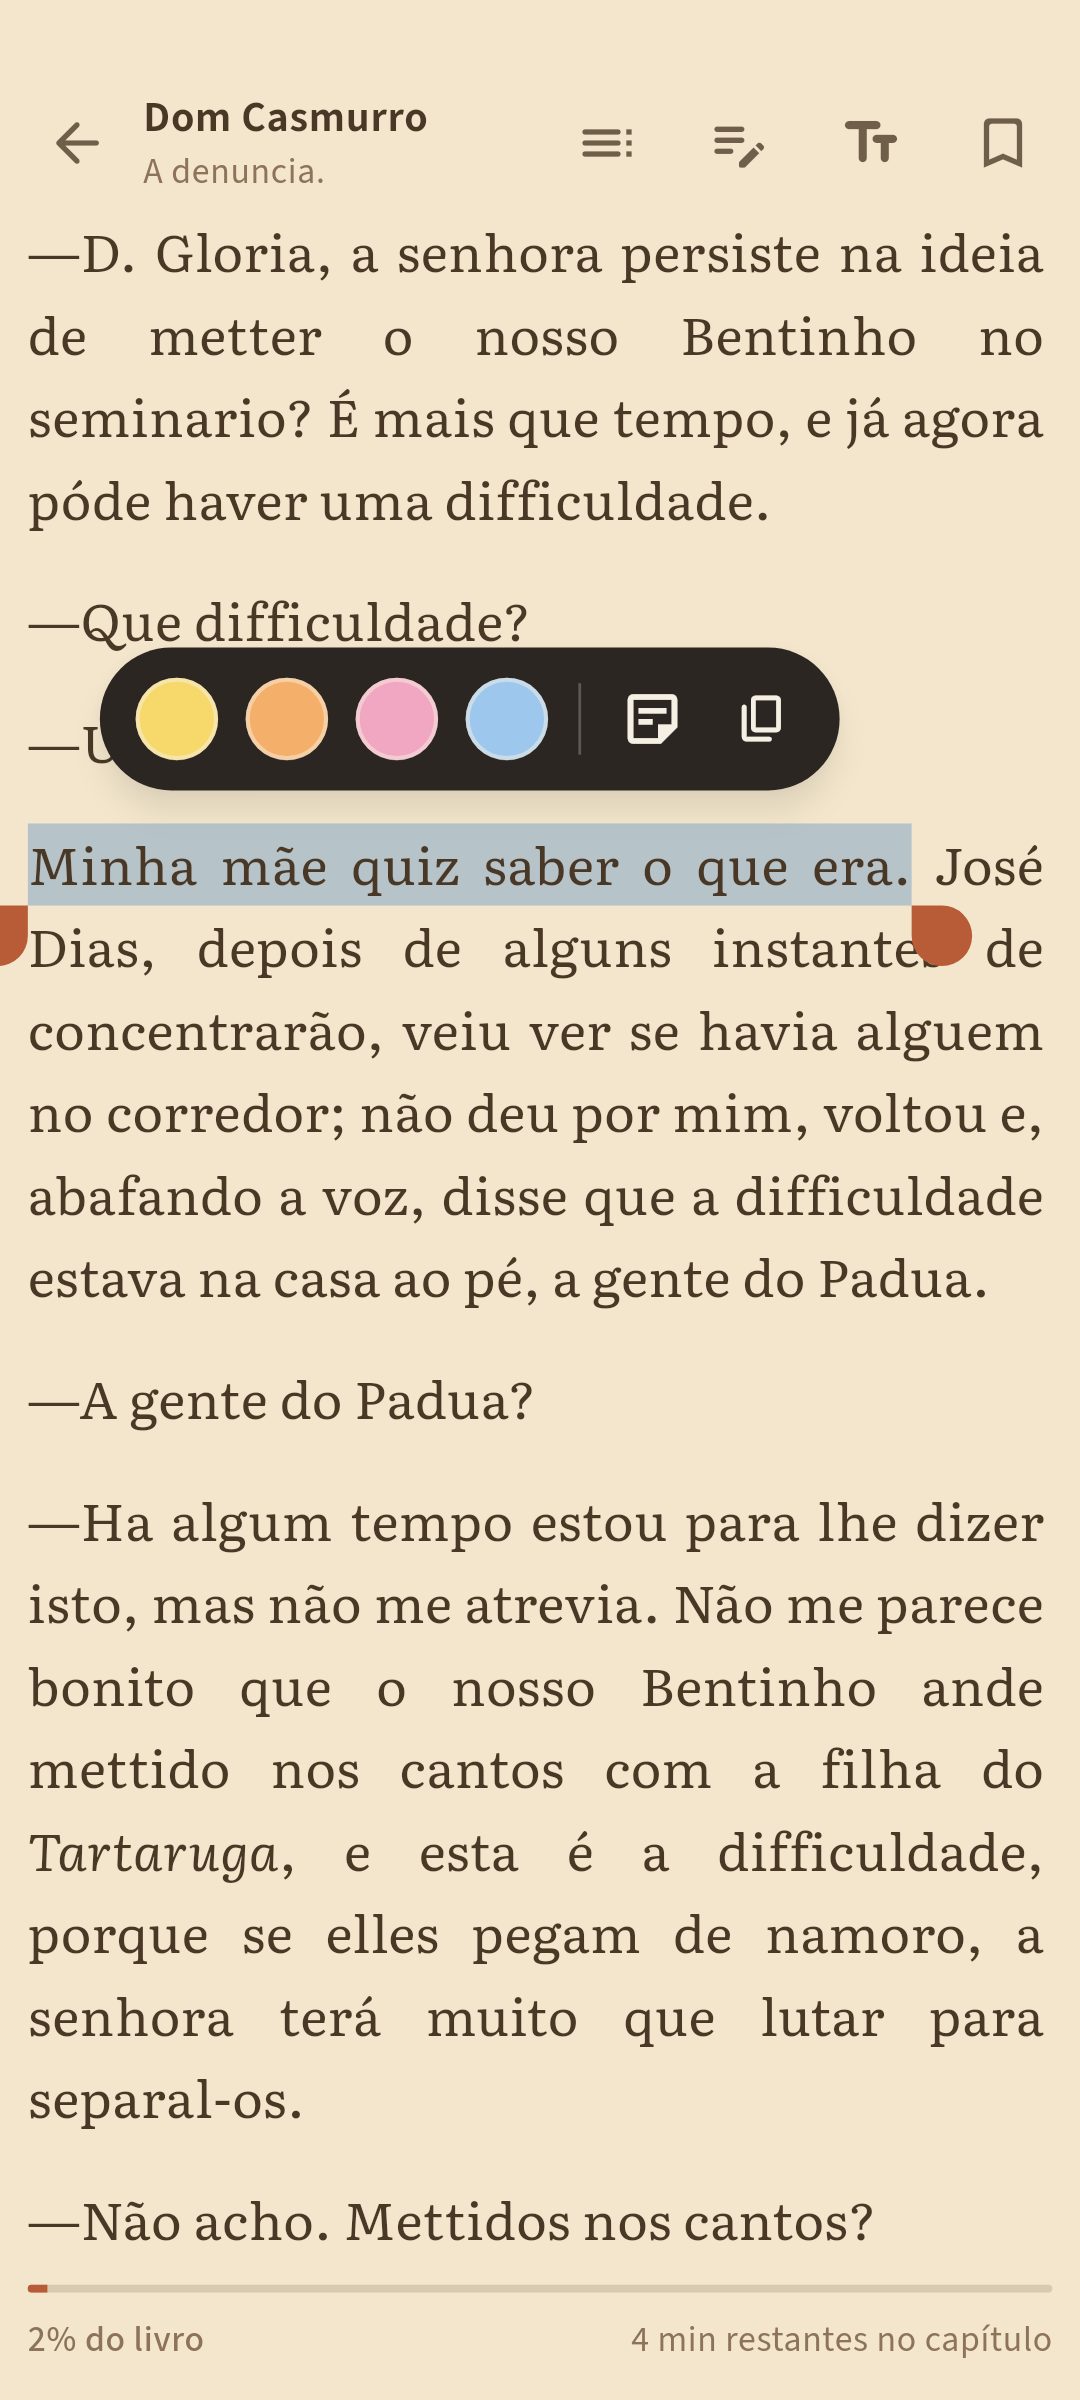 Dom Casmurro
A denuncia.
—D. Gloria, a senhora persiste na ideia
de metter o nosso Bentinho no
seminario? É mais que tempo, e já agora
póde haver uma difficuldade.
—Que difficuldade?
Minha mãe quiz saber o que era. José
Dias, depois de alguns instantes de
concentrarão, veiu ver se havia alguem
no corredor; não deu por mim, voltou e,
abafando a voz, disse que a difficuldade
estava na casa ao pé, a gente do Padua.
—A gente do Padua?
—Ha algum tempo estou para lhe dizer
isto, mas não me atrevia. Não me parece
bonito que o nosso Bentinho ande
mettido nos cantos com a filha do
Tartaruga, e esta é a difficuldade,
porque se elles pegam de namoro, a
senhora terá muito que lutar para
separal-os.
—Não acho. Mettidos nos cantos?
2% do livro
4 min restantes no capítulo